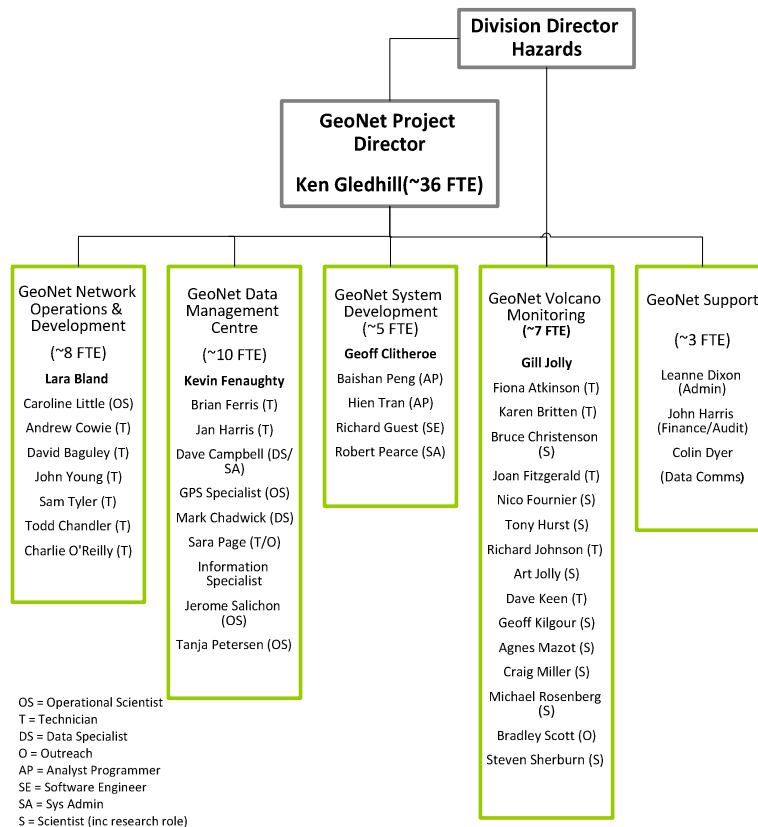 Division Director
Hazards
GeoNet Project
Director
Ken Gledhill(~36 FTE)
GeoNet Network
Operations &
Development
(~8 FTE)
Lara Bland
Caroline Little (OS)
Andrew Cowie (T)
David Baguley (T)
John Young (T)
Sam Tyler (T)
Todd Chandler (T)
Charlie O'Reilly (T)
GeoNet Data
Management
Centre
(~10 FTE)
Kevin Fenaughty
Brian Ferris (T)
Jan Harris (T)
Dave Campbell (DS/
SA)
GPS Specialist (OS)
Mark Chadwick (DS)
Sara Page (T/O)
Information
Specialist
Jerome Salichon
(OS)
Tanja Petersen (OS)
GeoNet System
Development
(~5 FTE)
Geoff Clitheroe
Baishan Peng (AP)
Hien Tran (AP)
Richard Guest (SE)
Robert Pearce (SA)
GeoNet Volcano
Monitoring
(~7 FTE)
Gill Jolly
Fiona Atkinson (T)
Karen Britten (T)
Bruce Christenson
(S)
Joan Fitzgerald (T)
Nico Fournier (S)
Tony Hurst (S)
Richard Johnson (T)
Art Jolly (S)
Dave Keen (T)
Geoff Kilgour (S)
Agnes Mazot (S)
Craig Miller (S)
Michael Rosenberg
(S)
Bradley Scott (O)
Steven Sherburn (S)
GeoNet Support
(~3 FTE)
Leanne Dixon
(Admin)
John Harris
(Finance/Audit)
Colin Dyer
(Data Comms)
OS = Operational Scientist
T = Technician
DS = Data Specialist
O = Outreach
AP = Analyst Programmer
SE = Software Engineer
SA = Sys Admin
S = Scientist (inc research role)